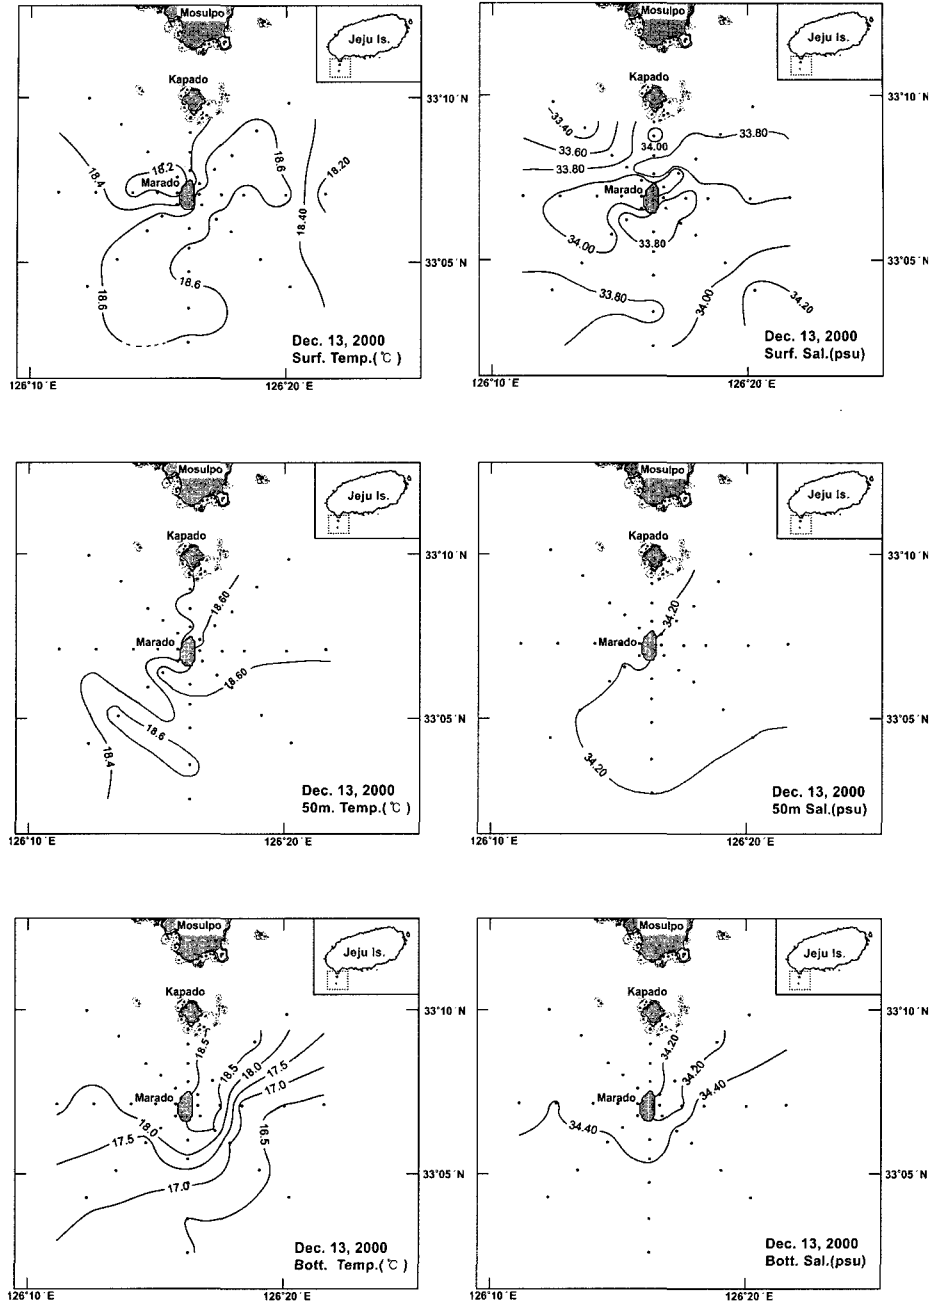 Mosulpo
Jeju Is.
Kapado
33°10´N
18.4
18.2
Marado
18.6
18.20
18.40
18.6
18.6
33°05´N
Dec. 13, 2000
Surf. Temp.(℃)
126°10´E
126°20´E
Mosulpo
Jeju Is.
Kapado
33°10´N
33.40
34.00
33.80
33.60
33.80
Marado
34.00
33.80
33.80
34.00
34.20
33°05´N
Dec. 13, 2000
Surf. Sal.(psu)
126°10´E
126°20´E
Mosulpo
Jeju Is.
Kapado
33°10´N
18.60
Marado
18.60
18.6
18.4
33°05´N
Dec. 13, 2000
50m. Temp.(℃)
126°10´E
126°20´E
Mosulpo
Jeju Is.
Kapado
33°10´N
34.20
Marado
34.20
33°05´N
Dec. 13, 2000
50m Sal.(psu)
126°10´E
126°20´E
Mosulpo
Jeju Is.
Kapado
33°10´N
18.5
18.5
18.0
17.5
17.0
Marado
18.0
17.5
16.5
17.0
33°05´N
Dec. 13, 2000
Bott. Temp.(℃)
126°10´E
126°20´E
Mosulpo
Jeju Is.
Kapado
33°10´N
34.20
34.20
34.40
Marado
34.40
33°05´N
Dec. 13, 2000
Bott. Sal.(psu)
126°10´E
126°20´E